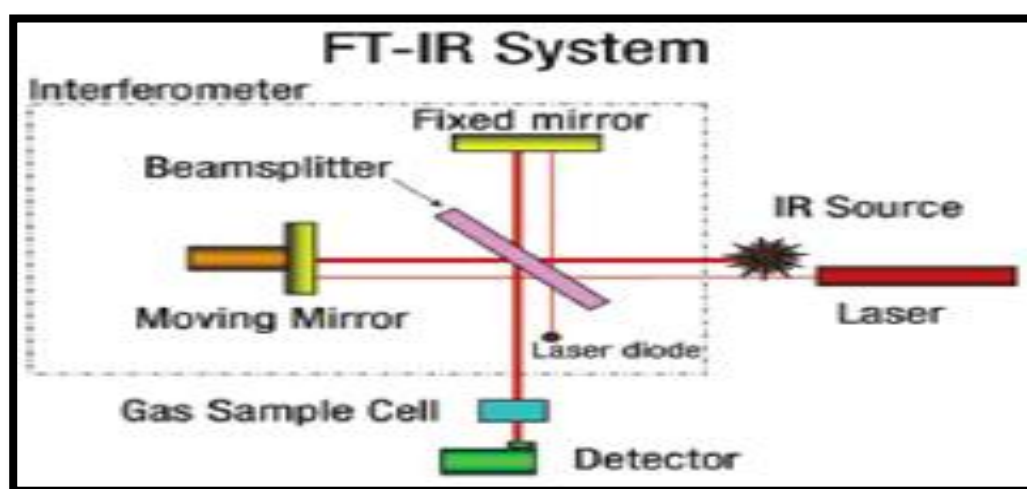 FT-IR System
Interferometer
Fixed mirror
Beamsplitter
IR Source
Moving Mirror
Laser
Laser diode
Gas Sample Cell
Detector